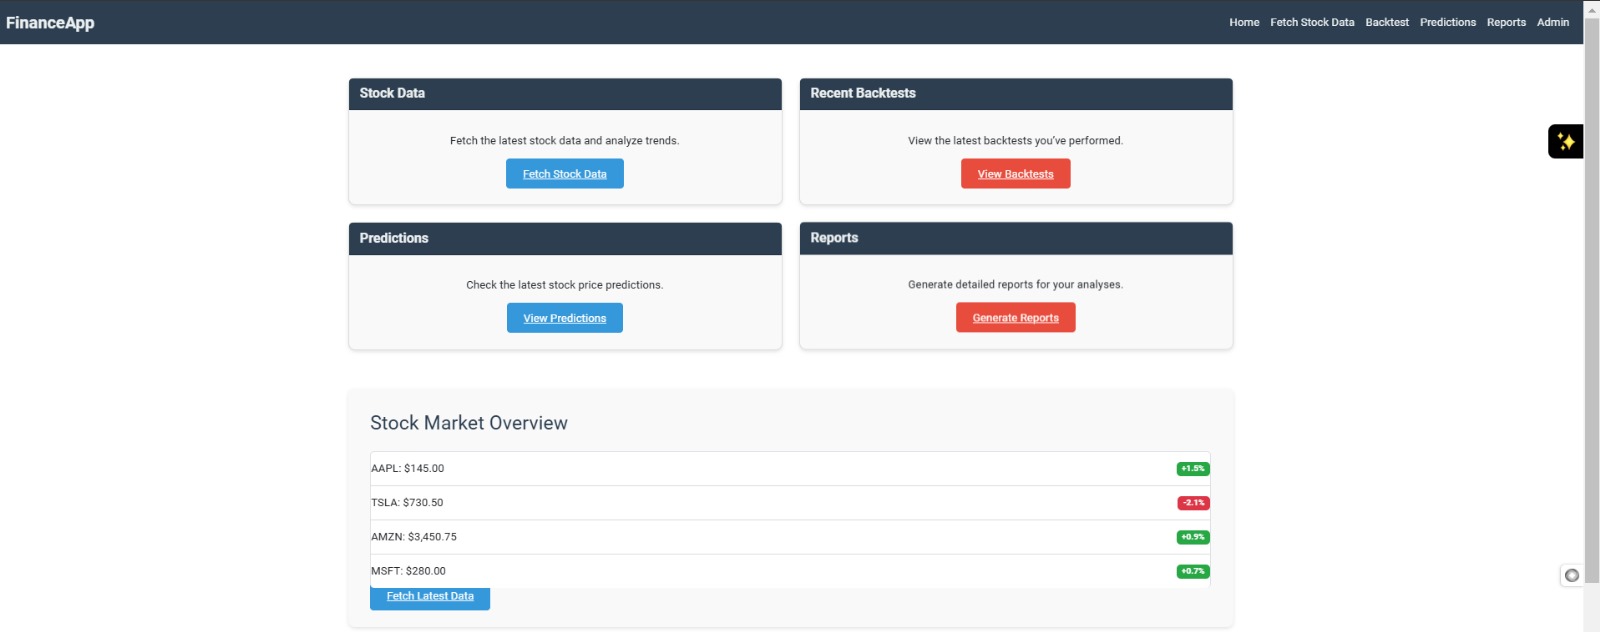 FinanceApp
Home Fetch Stock Data Backtest Predictions Reports Admin
Stock Data
Fetch the latest stock data and analyze trends.
Fetch Stock Data
Recent Backtests
View the latest backtests you've performed.
View Backtests
Predictions
Check the latest stock price predictions.
View Predictions
Reports
Generate detailed reports for your analyses.
Generate Reports
Stock Market Overview
AAPL: $145.00 +1.5%
TSLA: $730.50 -2.1%
AMZN: $3,450.75 +0.9%
MSFT: $280.00 +0.7%
Fetch Latest Data